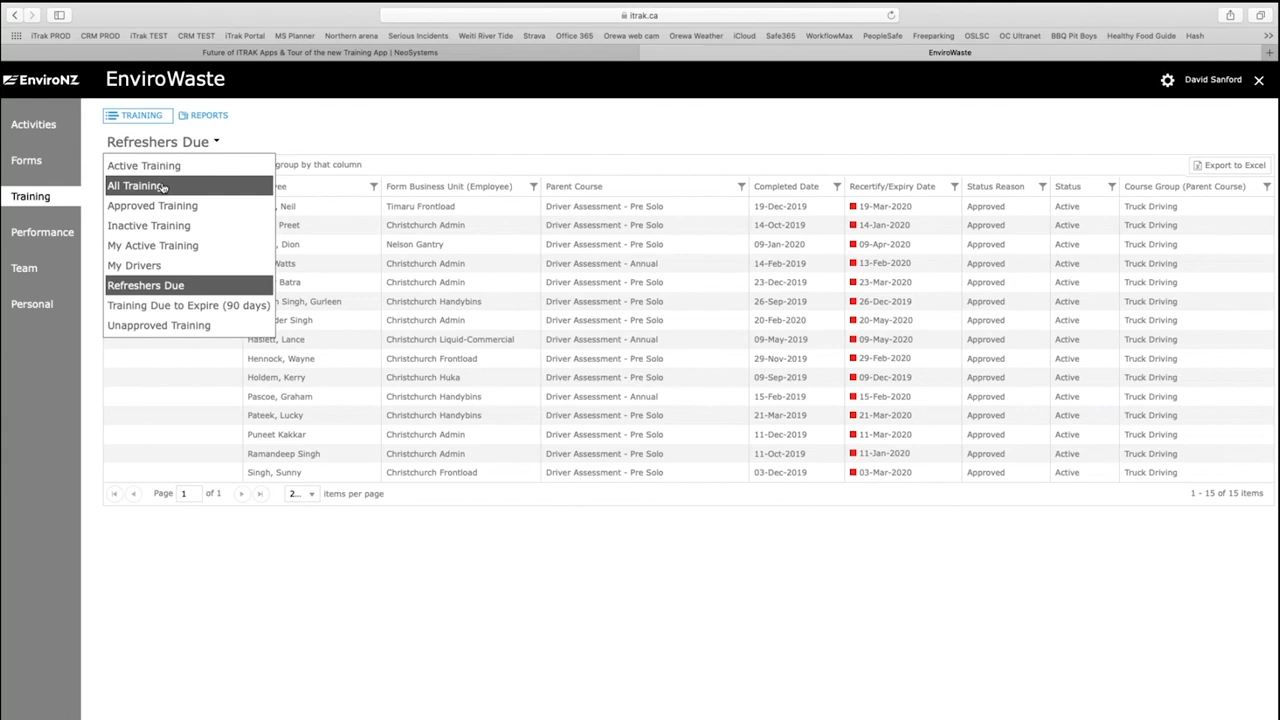 itrak.ca
iTrak PROD CRM PROD iTrak TEST CRM TEST iTrak Portal MS Planner Northern arena Serious Incidents Weiti River Tide Strava Office 365 Orewa web cam Orewa Weather iCloud Safe365 WorkflowMax PeopleSafe Freeparking OSLSC OC Ultranet BBQ Pit Boys Healthy Food Guide Hash
Future of ITRAK Apps & Tour of the new Training App | NeoSystems EnviroWaste
EnviroNZ EnviroWaste David Sanford
Activities
Forms
Training
Performance
Team
Personal
TRAINING REPORTS
Refreshers Due
Active Training
All Training
Approved Training
Inactive Training
My Active Training
My Drivers
Refreshers Due
Training Due to Expire (90 days)
Unapproved Training
group by that column Export to Excel
Form Business Unit (Employee) Parent Course Completed Date Recertify/Expiry Date Status Reason Status Course Group (Parent Course)
, Neil Timaru Frontload Driver Assessment - Pre Solo 19-Dec-2019 19-Mar-2020 Approved Active Truck Driving
Preet Christchurch Admin Driver Assessment - Pre Solo 14-Oct-2019 14-Jan-2020 Approved Active Truck Driving
, Dion Nelson Gantry Driver Assessment - Pre Solo 09-Jan-2020 09-Apr-2020 Approved Active Truck Driving
Watts Christchurch Admin Driver Assessment - Annual 14-Feb-2019 14-Feb-2020 Approved Active Truck Driving
Batra Christchurch Admin Driver Assessment - Pre Solo 23-Dec-2019 23-Mar-2020 Approved Active Truck Driving
Singh, Gurleen Christchurch Handybins Driver Assessment - Pre Solo 26-Sep-2019 26-Dec-2019 Approved Active Truck Driving
Singh Christchurch Admin Driver Assessment - Pre Solo 20-Feb-2020 20-May-2020 Approved Active Truck Driving
Haslett, Lance Christchurch Liquid-Commercial Driver Assessment - Annual 09-May-2019 09-May-2020 Approved Active Truck Driving
Hennock, Wayne Christchurch Frontload Driver Assessment - Pre Solo 29-Nov-2019 29-Feb-2020 Approved Active Truck Driving
Holdem, Kerry Christchurch Huka Driver Assessment - Pre Solo 09-Sep-2019 09-Dec-2019 Approved Active Truck Driving
Pascoe, Graham Christchurch Handybins Driver Assessment - Annual 15-Feb-2019 15-Feb-2020 Approved Active Truck Driving
Pateek, Lucky Christchurch Handybins Driver Assessment - Pre Solo 21-Mar-2019 21-Mar-2020 Approved Active Truck Driving
Puneet Kakkar Christchurch Admin Driver Assessment - Pre Solo 11-Dec-2019 11-Mar-2020 Approved Active Truck Driving
Ramandeep Singh Christchurch Admin Driver Assessment - Pre Solo 11-Oct-2019 11-Jan-2020 Approved Active Truck Driving
Singh, Sunny Christchurch Frontload Driver Assessment - Pre Solo 03-Dec-2019 03-Mar-2020 Approved Active Truck Driving
Page 1 of 1 2... items per page 1 - 15 of 15 items